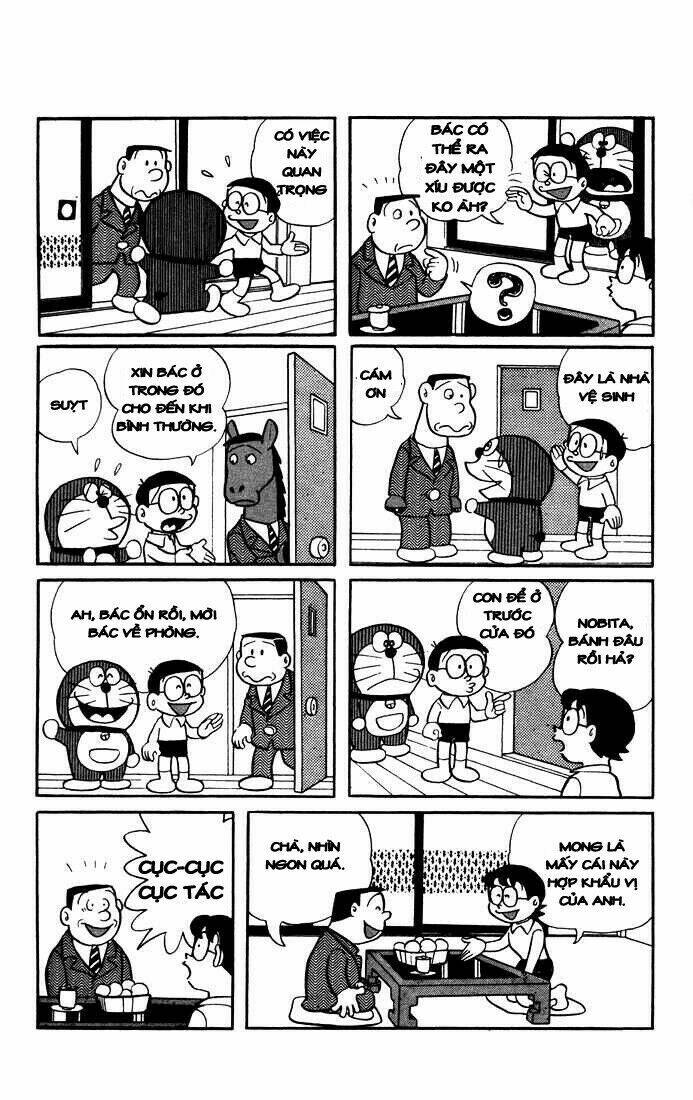 BÁC CÓ
THỂ RA
ĐÂY MỘT
XÍU ĐƯỢC
KO ÀH?
?
CÓ VIỆC
NÀY
QUAN
TRỌNG
ĐÂY LÀ NHÀ
VỆ SINH
CÁM
ƠN
XIN BÁC Ở
TRONG ĐÓ
CHO ĐẾN KHI
BÌNH THƯỜNG.
SUỴT
NOBITA,
BÁNH ĐÂU
RỒI HẢ?
CON ĐỂ Ở
TRƯỚC
CỬA ĐÓ
AH, BÁC ỔN RỒI, MỜI
BÁC VỀ PHÒNG.
MONG LÀ
MẤY CÁI NÀY
HỢP KHẨU VỊ
CỦA ANH.
CHÀ, NHÌN
NGON QUÁ.
CỤC-CỤC
CỤC TÁC